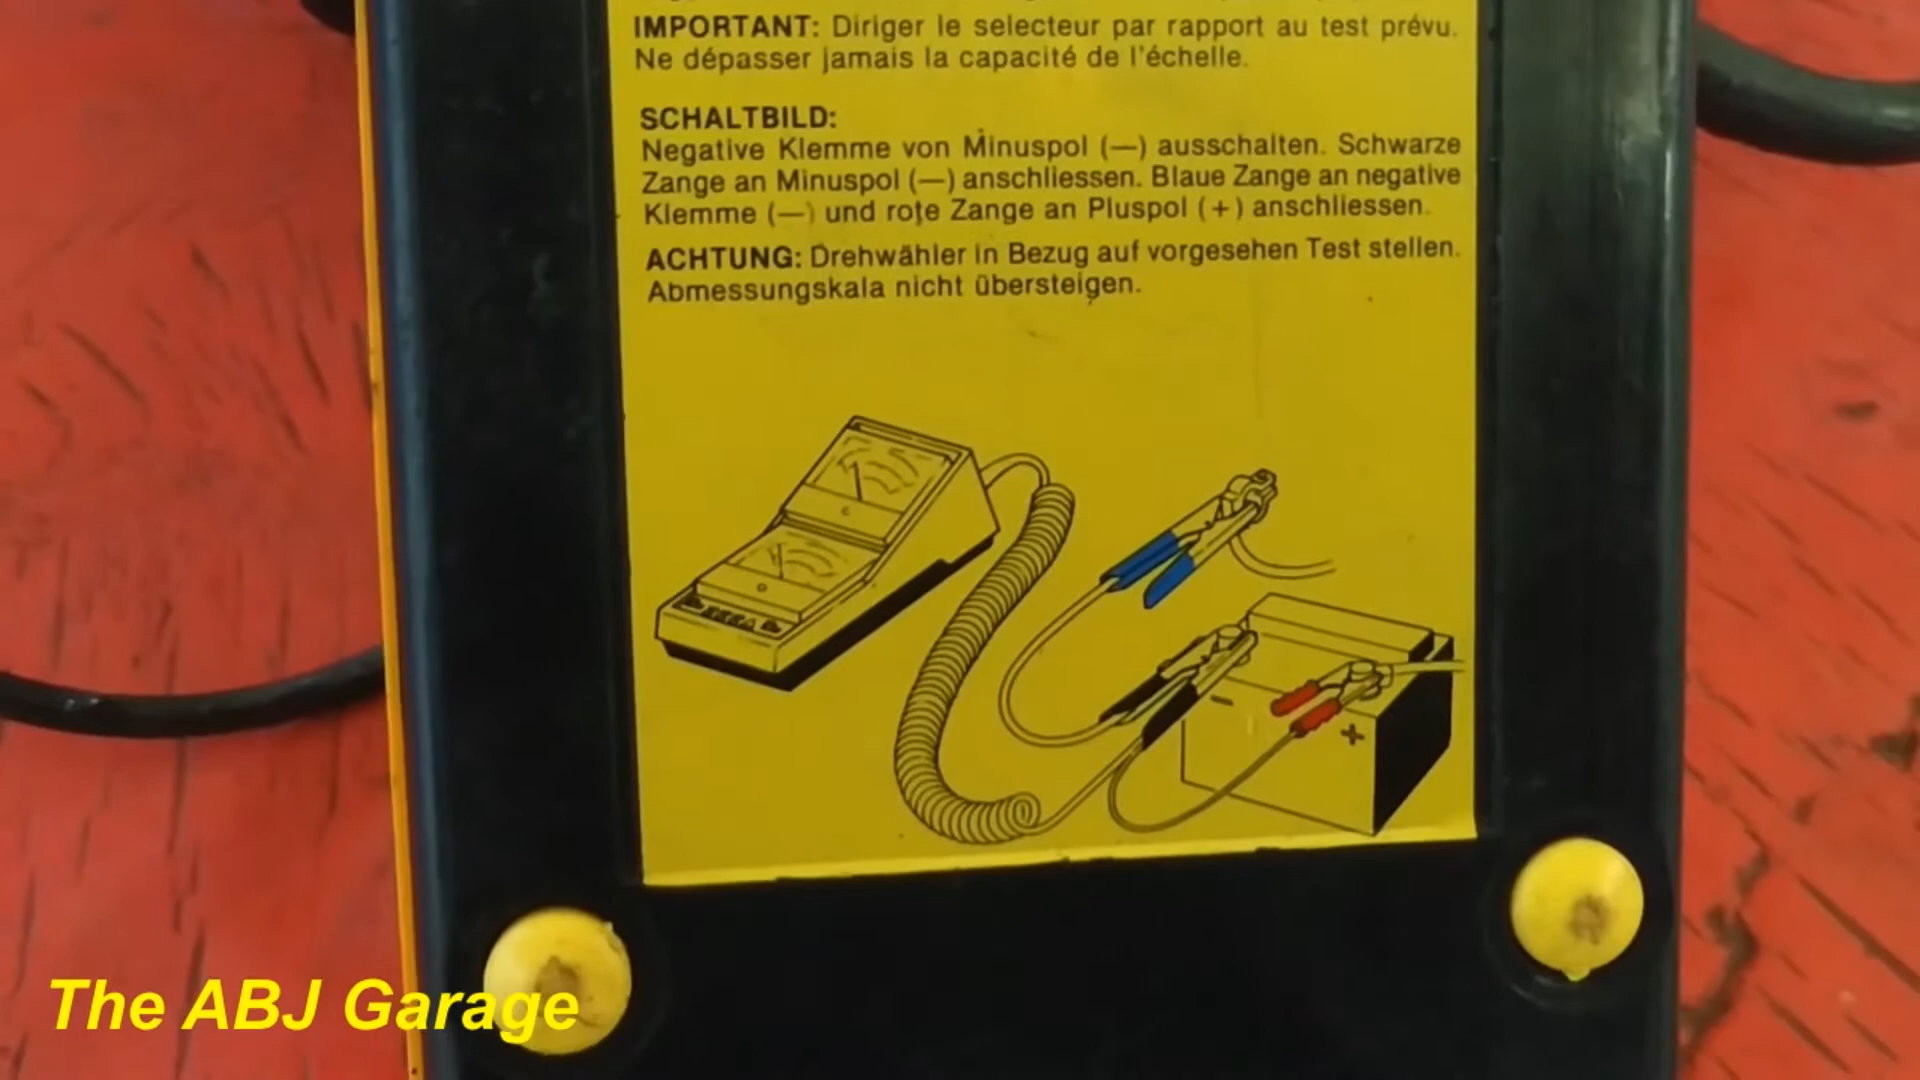 IMPORTANT: Diriger le selecteur par rapport au test prévu.
Ne dépasser jamais la capacité de l'échelle.
SCHALTBILD:
Negative Klemme von Minuspol (—) ausschalten. Schwarze
Zange an Minuspol (—) anschliessen. Blaue Zange an negative
Klemme (—) und rote Zange an Pluspol (+) anschliessen.
ACHTUNG: Drehwähler in Bezug auf vorgesehen Test stellen.
Abmessungskala nicht übersteigen.
- +
The ABJ Garage